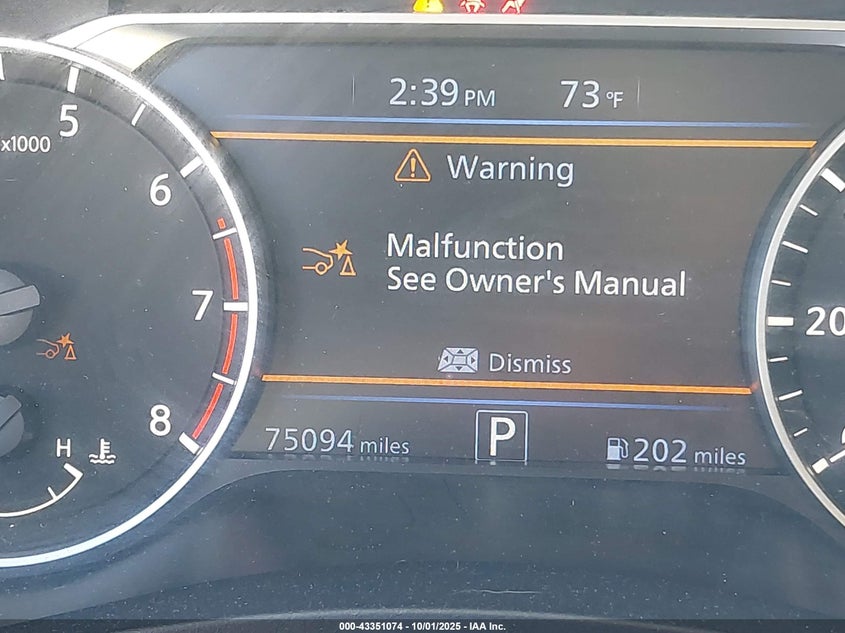 2:39 PM 73 °F
5
x1000
Warning
6
Malfunction
See Owner's Manual
7
20
Dismiss
8
H
75094 miles P 202 miles
000-43351074 - 10/01/2025 - IAA Inc.